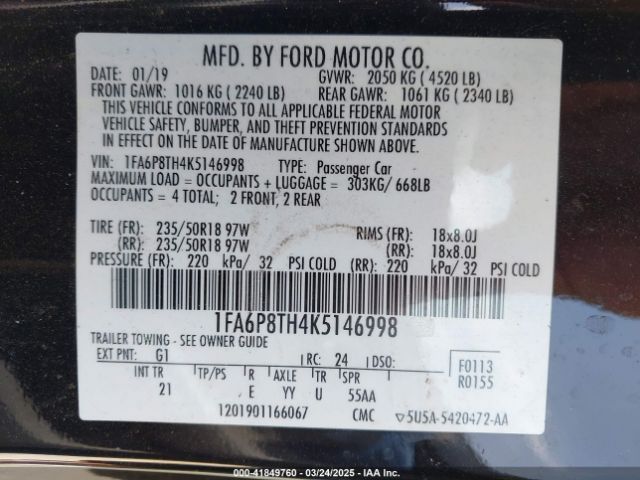 MFD. BY FORD MOTOR CO.
DATE: 01/19 GVWR: 2050 KG ( 4520 LB)
FRONT GAWR: 1016 KG ( 2240 LB) REAR GAWR: 1061 KG ( 2340 LB)
THIS VEHICLE CONFORMS TO ALL APPLICABLE FEDERAL MOTOR
VEHICLE SAFETY, BUMPER, AND THEFT PREVENTION STANDARDS
IN EFFECT ON THE DATE OF MANUFACTURE SHOWN ABOVE.
VIN: 1FA6P8TH4K5146998 TYPE: Passenger Car
MAXIMUM LOAD = OCCUPANTS + LUGGAGE = 303KG/ 668LB
OCCUPANTS = 4 TOTAL; 2 FRONT, 2 REAR
TIRE (FR): 235/50R18 97W RIMS (FR): 18x8.0J
(RR): 235/50R18 97W (RR): 18x8.0J
PRESSURE (FR): 220 kPa/ 32 PSI COLD (RR): 220 kPa/ 32 PSI COLD
1FA6P8TH4K5146998
TRAILER TOWING - SEE OWNER GUIDE
EXT PNT: G1 RC: 24 DSO: F0113
INT TR TP/PS R AXLE TR SPR R0155
21 E YY U 55AA
1201901166067 CMC ▽5U5A-5420472-AA
© - 41849760 - 03/24/2025 - IAA Inc.